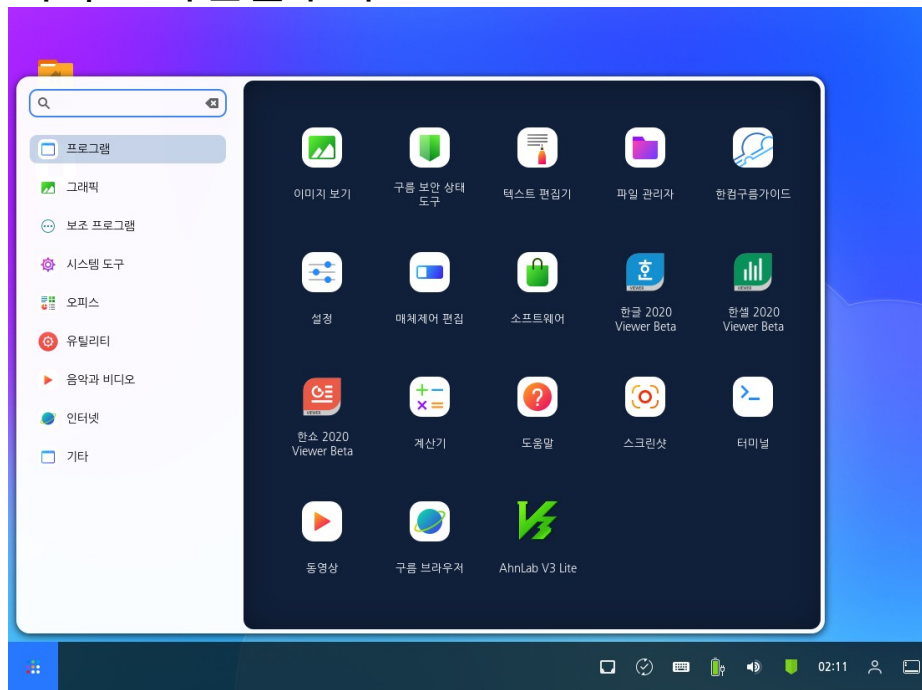 프로그램
그래픽
보조 프로그램
시스템 도구
오피스
유틸리티
음악과 비디오
인터넷
기타
이미지 보기
구름 보안 상태
도구
텍스트 편집기
파일 관리자
한컴구름가이드
설정
매체제어 편집
소프트웨어
한글 2020
Viewer Beta
한셀 2020
Viewer Beta
한쇼 2020
Viewer Beta
계산기
도움말
스크린샷
터미널
동영상
구름 브라우저
AhnLab V3 Lite
02:11